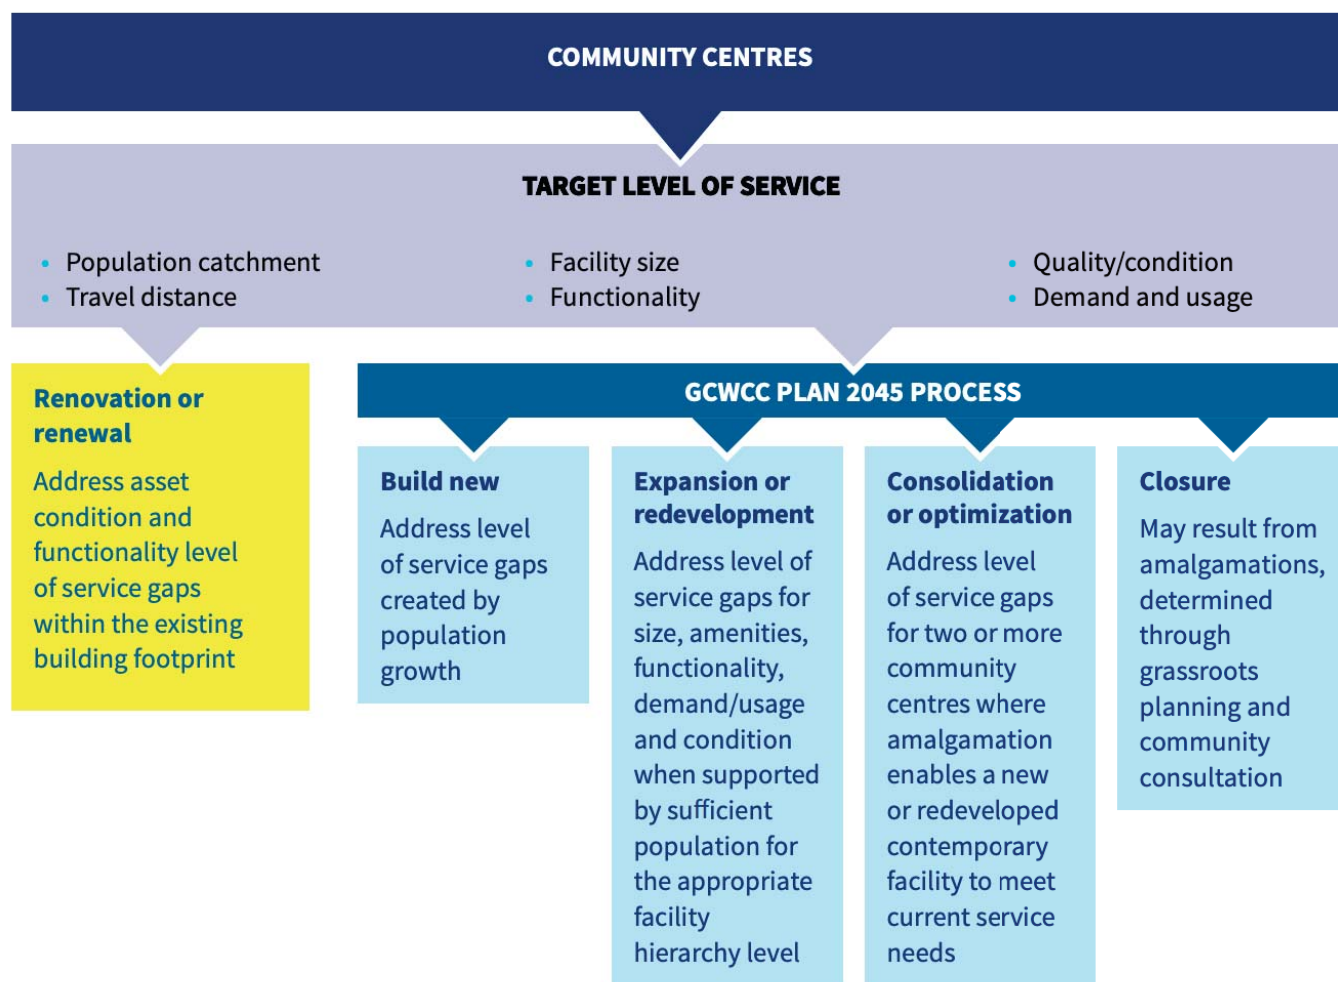 COMMUNITY CENTRES
TARGET LEVEL OF SERVICE
• Population catchment
• Travel distance
• Facility size
• Functionality
• Quality/condition
• Demand and usage
Renovation or
renewal
Address asset
condition and
functionality level
of service gaps
within the existing
building footprint
GCWCC PLAN 2045 PROCESS
Build new
Address level
of service gaps
created by
population
growth
Expansion or
redevelopment
Address level of
service gaps for
size, amenities,
functionality,
demand/usage
and condition
when supported
by sufficient
population for
the appropriate
facility
hierarchy level
Consolidation
or optimization
Address level
of service gaps
for two or more
community
centres where
amalgamation
enables a new
or redeveloped
contemporary
facility to meet
current service
needs
Closure
May result from
amalgamations,
determined
through
grassroots
planning and
community
consultation